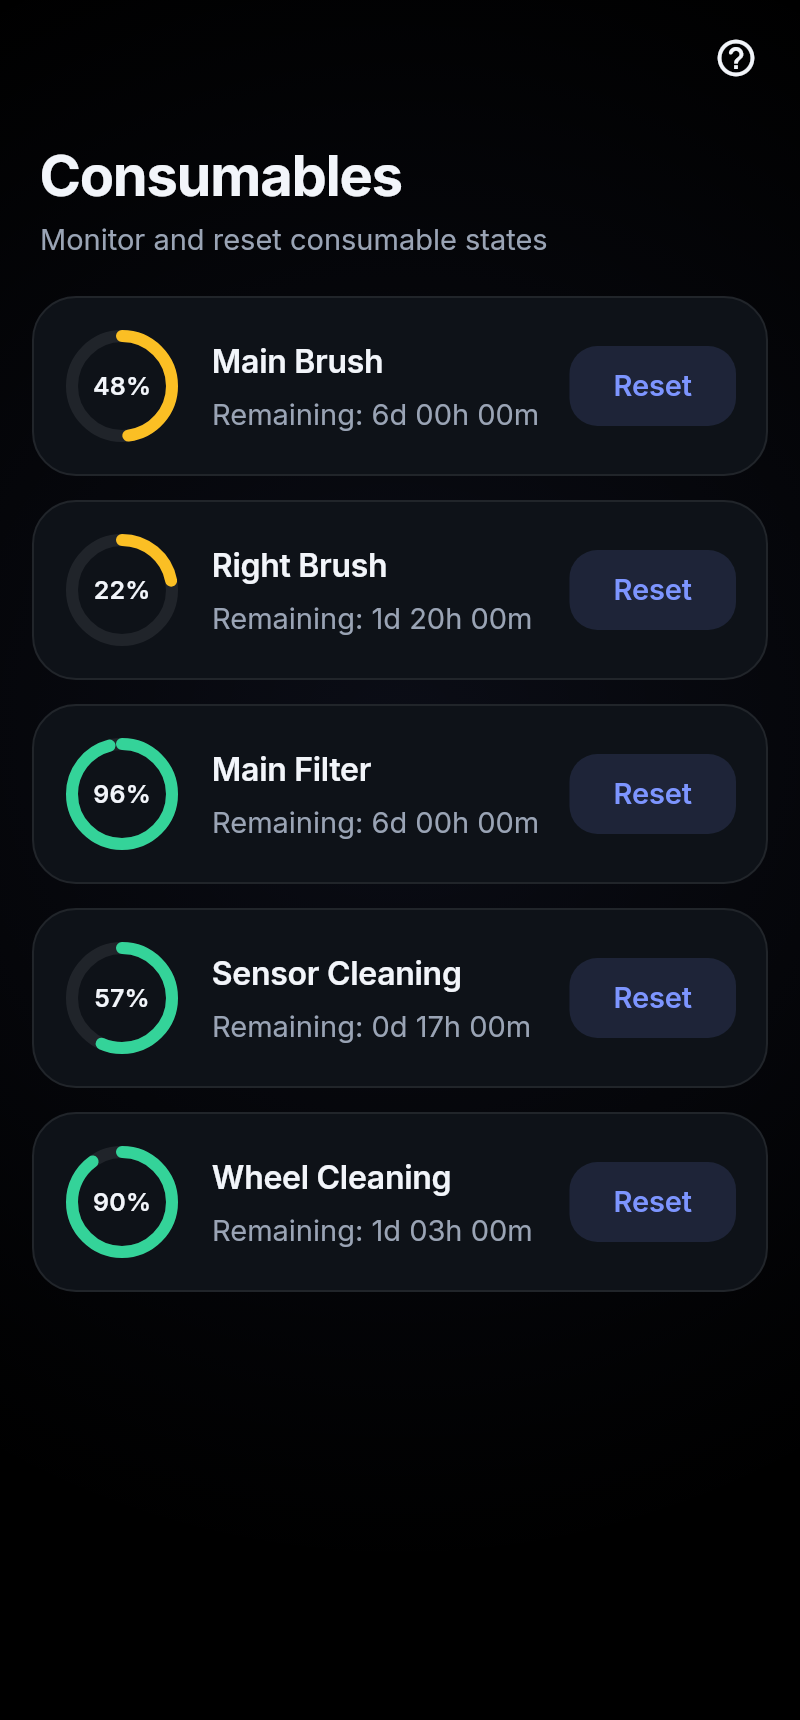 Consumables
Monitor and reset consumable states
48%
Main Brush
Remaining: 6d 00h 00m
Reset
22%
Right Brush
Remaining: 1d 20h 00m
Reset
96%
Main Filter
Remaining: 6d 00h 00m
Reset
57%
Sensor Cleaning
Remaining: 0d 17h 00m
Reset
90%
Wheel Cleaning
Remaining: 1d 03h 00m
Reset